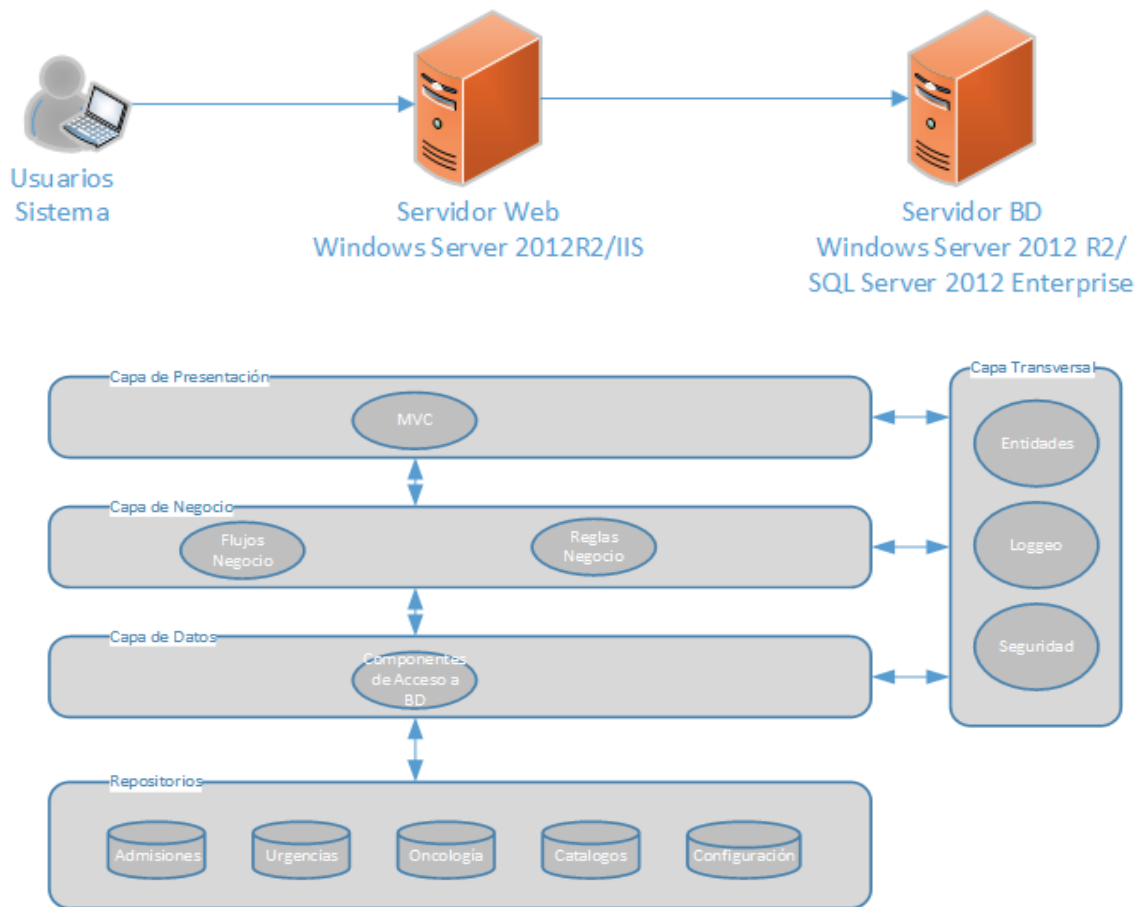 Usuarios
Sistema
Servidor Web
Windows Server 2012R2/IIS
Servidor BD
Windows Server 2012 R2/
SQL Server 2012 Enterprise
Capa de Presentación
MVC
Capa Transversal
Entidades
Loggeo
Seguridad
Capa de Negocio
Flujos
Negocio
Reglas
Negocio
Capa de Datos
Componentes
de Acceso a
BD
Repositorios
Admisiones
Urgencias
Oncología
Catalogos
Configuración